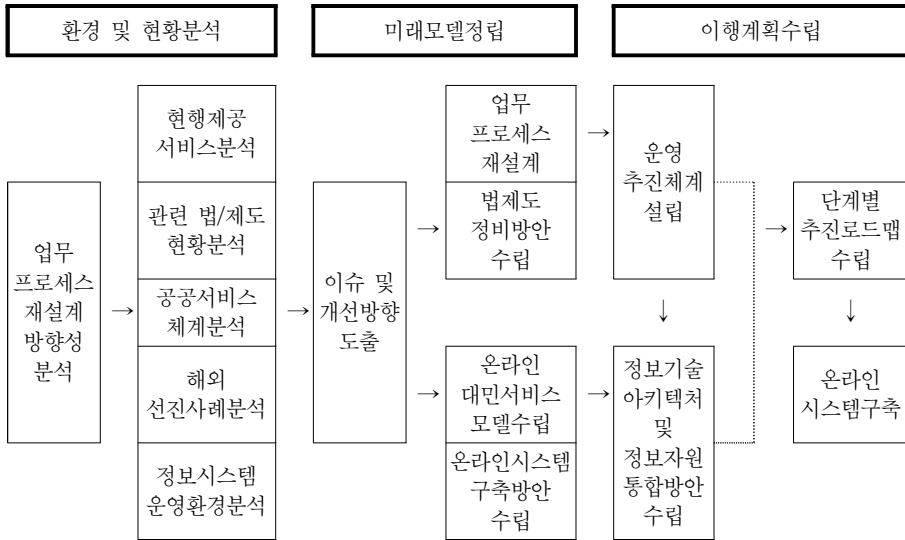 환경 및 현황분석
미래모델정립
이행계획수립
업무
프로세스
재설계
방향성
분석
→
현행제공
서비스분석
관련 법/제도
현황분석
공공서비스
체계분석
해외
선진사례분석
정보시스템
운영환경분석
→
이슈 및
개선방향
도출
→
→
업무
프로세스
재설계
법제도
정비방안
수립
온라인
대민서비스
모델수립
온라인시스템
구축방안
수립
→
→
운영
추진체계
설립
↓
정보기술
아키텍처
및
정보자원
통합방안
수립
→
단계별
추진로드맵
수립
↓
온라인
시스템구축